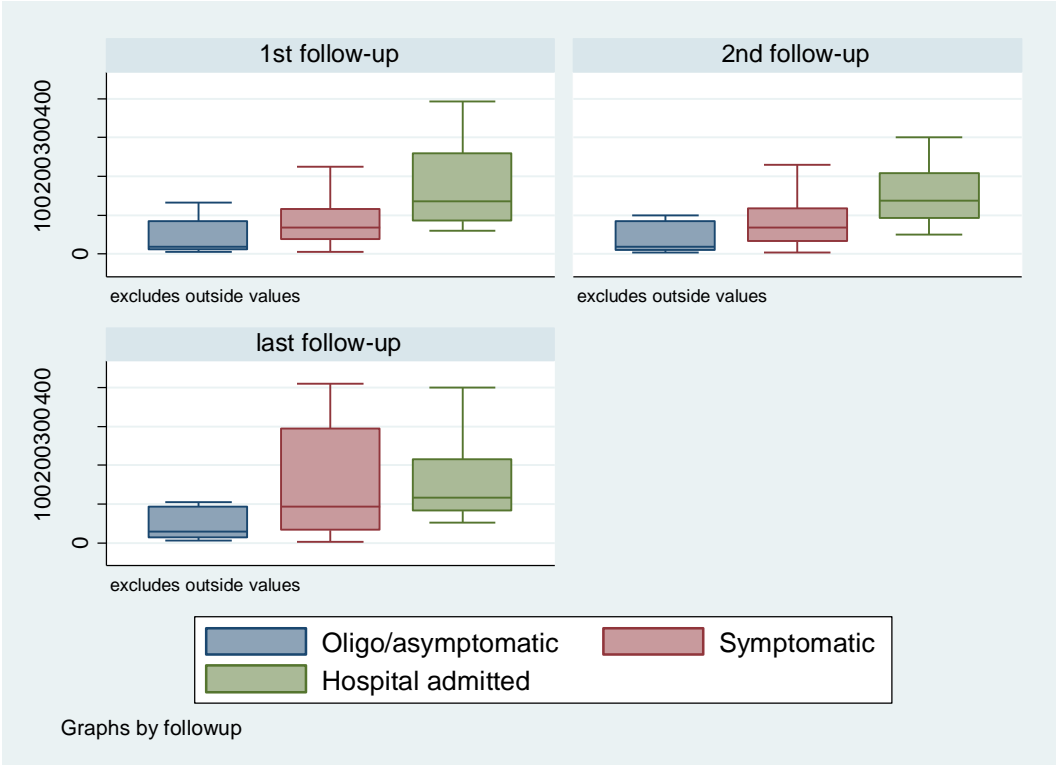 1st follow-up
2nd follow-up
0 100200300400
excludes outside values
excludes outside values
last follow-up
0 100200300400
excludes outside values
Oligo/asymptomatic
Symptomatic
Hospital admitted
Graphs by followup